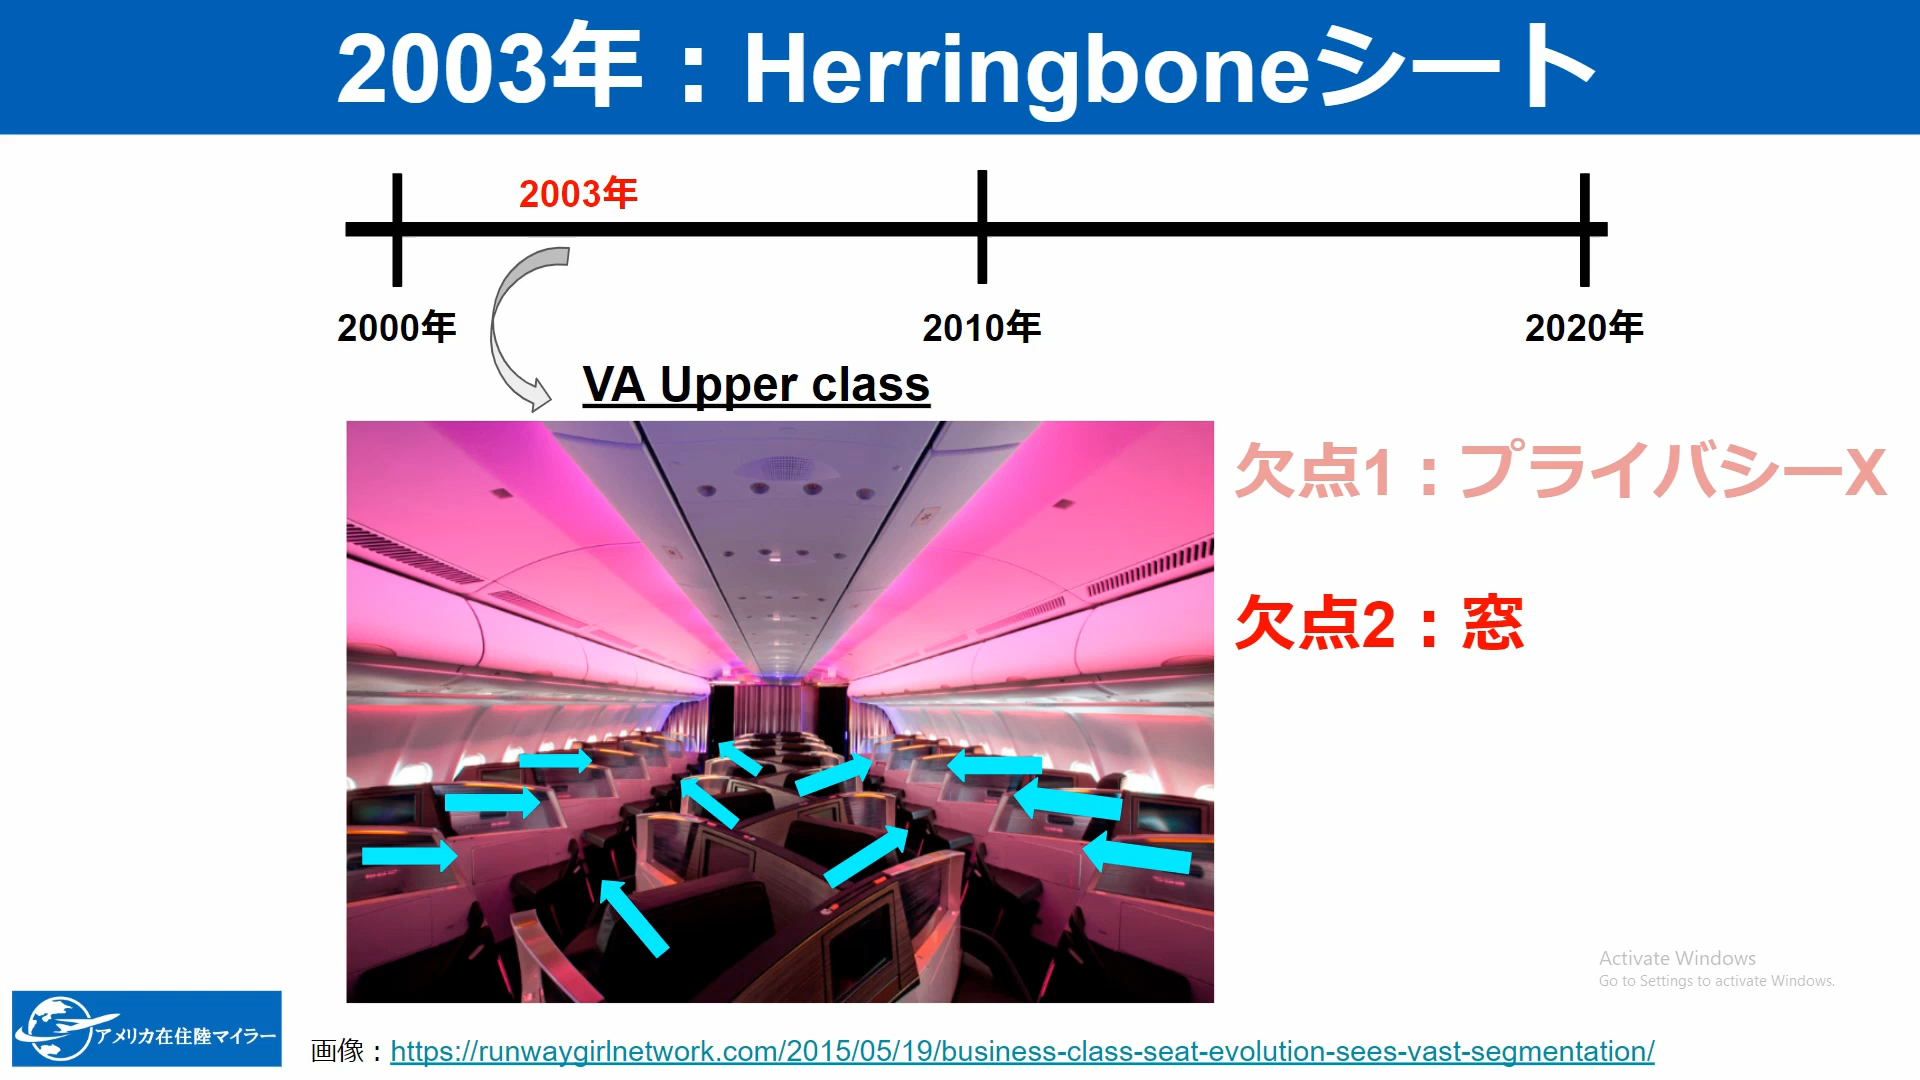 2003年：Herringboneシート
2003年
2000年
2010年
2020年
VA Upper class
欠点1：プライバシーX
欠点2：窓
Activate Windows
Go to Settings to activate Windows.
アメリカ在住陸マイラー
画像：https://runwaygirlnetwork.com/2015/05/19/business-class-seat-evolution-sees-vast-segmentation/